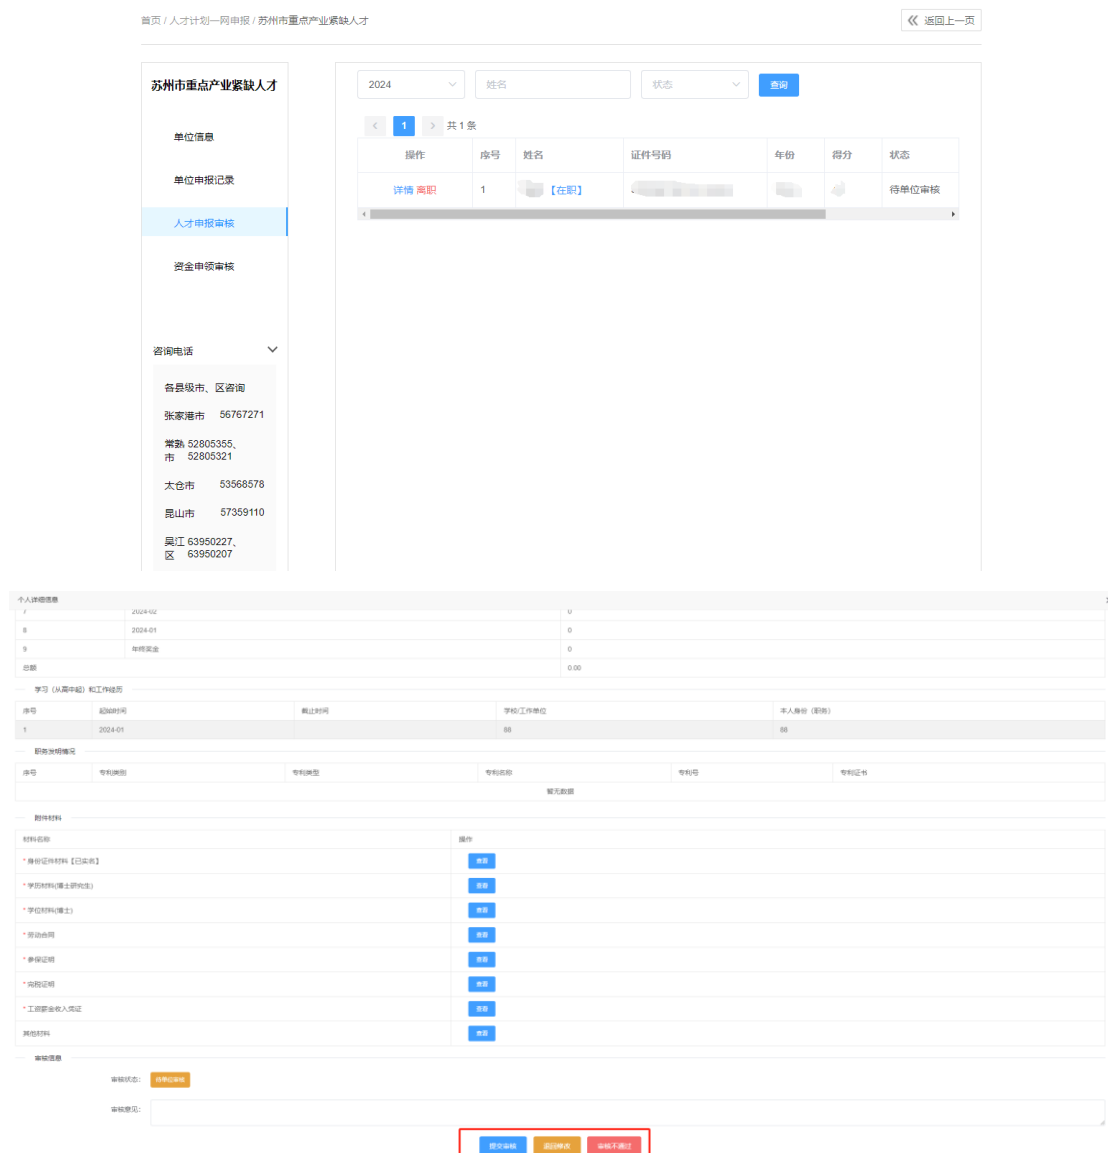 首页 / 人才计划一网申报 / 苏州市重点产业紧缺人才
返回上一页
苏州市重点产业紧缺人才
单位信息
单位申报记录
人才申报审核
资金申领审核
咨询电话
各县级市、区咨询
张家港市 56767271
常熟市 52805355、
52805321
太仓市 53568578
昆山市 57359110
吴江区 63950227、
63950207
2024 姓名 状态 查询
1 共 1 条
操作 序号 姓名 证件号码 年份 得分 状态
详情 离职 1 【在职】 待单位审核
个人详细信息
7 2024-02 0
8 2024-01 0
9 年终奖金 0
总额 0.00
学习（从高中起）和工作经历
序号 起始时间 截止时间 学校/工作单位 本人身份（职务）
1 2024-01 88 88
职务发明情况
序号 专利类别 专利类型 专利名称 专利号 专利证书
暂无数据
附件材料
材料名称 操作
* 身份证件材料【已实名】 查看
* 学历材料(博士研究生) 查看
* 学位材料(博士) 查看
* 劳动合同 查看
* 参保证明 查看
* 完税证明 查看
* 工资薪金收入凭证 查看
其他材料 查看
审核信息
审核状态: 待单位审核
审核意见:
提交审核 返回修改 审核不通过